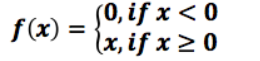 f(x) = {0, if x < 0
x, if x ≥ 0